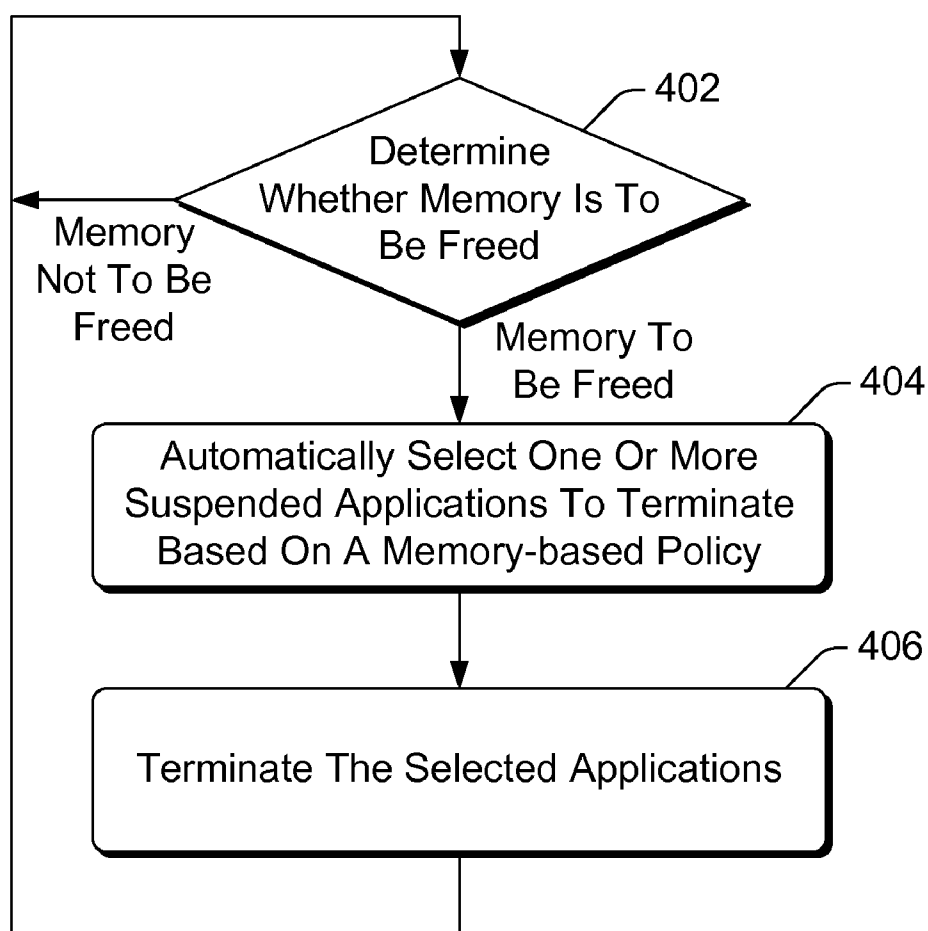 402
Determine
Whether Memory Is To
Be Freed
Memory
Not To Be
Freed
Memory To
Be Freed
404
Automatically Select One Or More
Suspended Applications To Terminate
Based On A Memory-based Policy
406
Terminate The Selected Applications